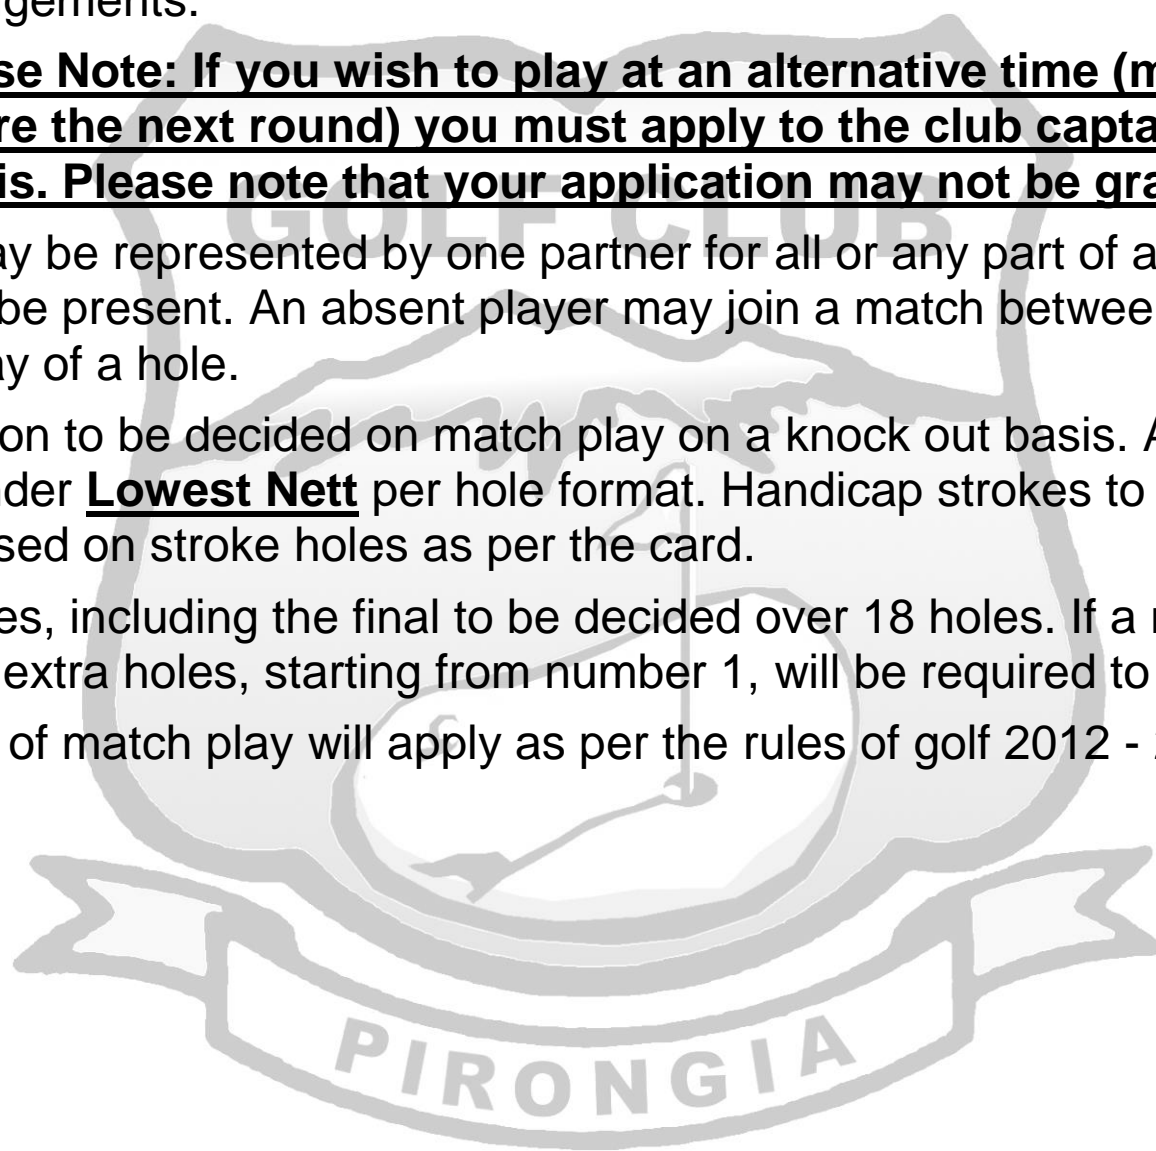 gements.
se Note: If you wish to play at an alternative time (m
re the next round) you must apply to the club capta
is. Please note that your application may not be gra
GOLF CLUB
ay be represented by one partner for all or any part of a
be present. An absent player may join a match betwee
ay of a hole.
on to be decided on match play on a knock out basis. A
nder Lowest Nett per hole format. Handicap strokes to
sed on stroke holes as per the card.
es, including the final to be decided over 18 holes. If a
extra holes, starting from number 1, will be required to
of match play will apply as per the rules of golf 2012 -
PIRONGIA